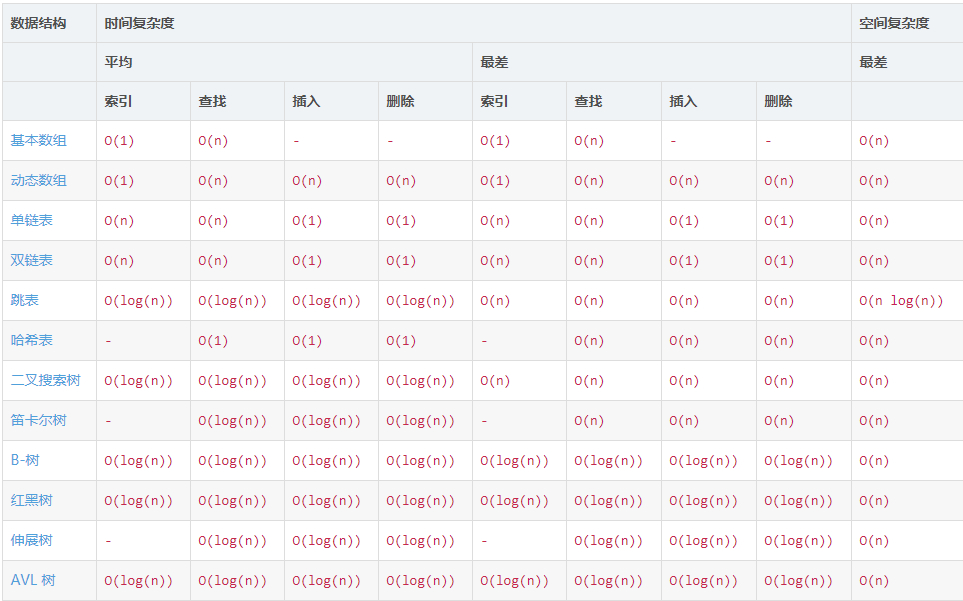 数据结构 时间复杂度 空间复杂度
平均 最差 最差
索引 查找 插入 删除 索引 查找 插入 删除
基本数组 O(1) O(n) - - O(1) O(n) - - O(n)
动态数组 O(1) O(n) O(n) O(n) O(1) O(n) O(n) O(n) O(n)
单链表 O(n) O(n) O(1) O(1) O(n) O(n) O(1) O(1) O(n)
双链表 O(n) O(n) O(1) O(1) O(n) O(n) O(1) O(1) O(n)
跳表 O(log(n)) O(log(n)) O(log(n)) O(log(n)) O(n) O(n) O(n) O(n) O(n log(n))
哈希表 - O(1) O(1) O(1) - O(n) O(n) O(n) O(n)
二叉搜索树 O(log(n)) O(log(n)) O(log(n)) O(log(n)) O(n) O(n) O(n) O(n) O(n)
笛卡尔树 - O(log(n)) O(log(n)) O(log(n)) - O(n) O(n) O(n) O(n)
B-树 O(log(n)) O(log(n)) O(log(n)) O(log(n)) O(log(n)) O(log(n)) O(log(n)) O(log(n)) O(n)
红黑树 O(log(n)) O(log(n)) O(log(n)) O(log(n)) O(log(n)) O(log(n)) O(log(n)) O(log(n)) O(n)
伸展树 - O(log(n)) O(log(n)) O(log(n)) - O(log(n)) O(log(n)) O(log(n)) O(n)
AVL 树 O(log(n)) O(log(n)) O(log(n)) O(log(n)) O(log(n)) O(log(n)) O(log(n)) O(log(n)) O(n)